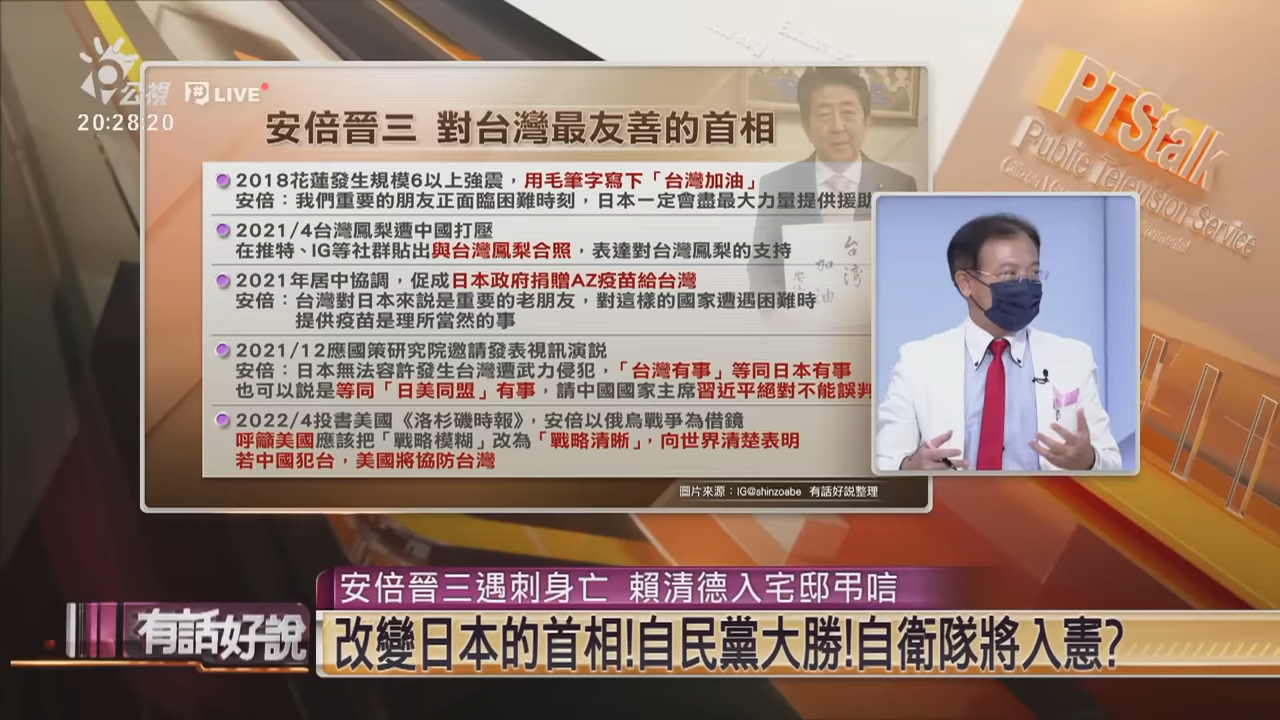 公視
LIVE
20:28:20
安倍晉三 對台灣最友善的首相
2018花蓮發生規模6以上強震，用毛筆字寫下「台灣加油」
安倍：我們重要的朋友正面臨困難時刻，日本一定會盡最大力量提供援助
2021/4台灣鳳梨遭中國打壓
在推特、IG等社群貼出與台灣鳳梨合照，表達對台灣鳳梨的支持
2021年居中協調，促成日本政府捐贈AZ疫苗給台灣
安倍：台灣對日本來說是重要的老朋友，對這樣的國家遭遇困難時
提供疫苗是理所當然的事
2021/12應國策研究院邀請發表視訊演說
安倍：日本無法容許發生台灣遭武力侵犯，「台灣有事」等同日本有事
也可以說是等同「日美同盟」有事，請中國國家主席習近平絕對不能誤判
2022/4投書美國《洛杉磯時報》，安倍以俄烏戰爭為借鏡
呼籲美國應該把「戰略模糊」改為「戰略清晰」，向世界清楚表明
若中國犯台，美國將協防台灣
台湾
加油
圖片來源：IG@shinzoabe 有話好說整理
PTStalk
Public Television Service
安倍晉三遇刺身亡 賴清德入宅邸弔唁
有話好說
改變日本的首相!自民黨大勝!自衛隊將入憲?